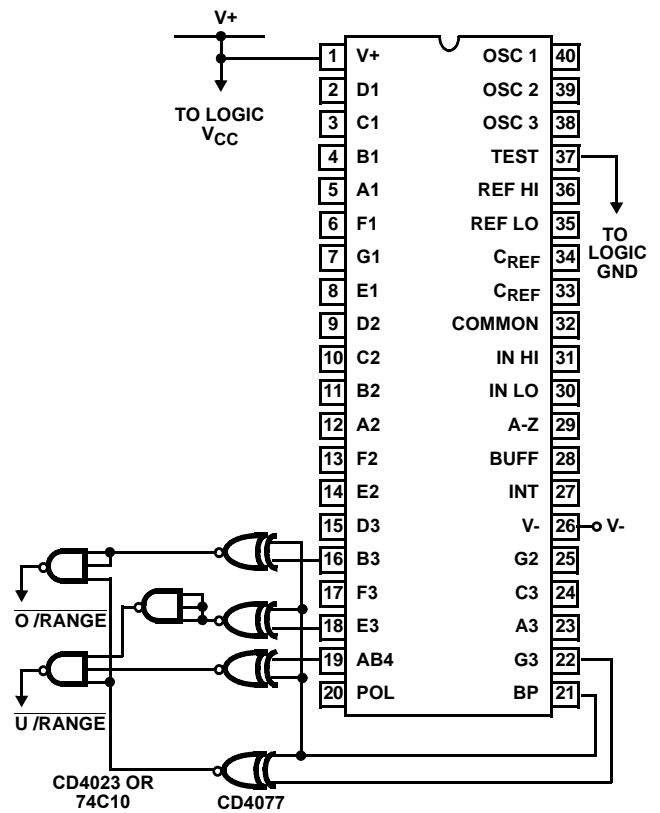 V+
TO LOGIC
VCC
1 V+ OSC 1 40
2 D1 OSC 2 39
3 C1 OSC 3 38
4 B1 TEST 37
5 A1 REF HI 36
6 F1 REF LO 35
7 G1 CREF 34
8 E1 CREF 33
9 D2 COMMON 32
10 C2 IN HI 31
11 B2 IN LO 30
12 A2 A-Z 29
13 F2 BUFF 28
14 E2 INT 27
15 D3 V- 26 V-
16 B3 G2 25
17 F3 C3 24
18 E3 A3 23
19 AB4 G3 22
20 POL BP 21
TO
LOGIC
GND
O /RANGE
U /RANGE
CD4023 OR
74C10
CD4077